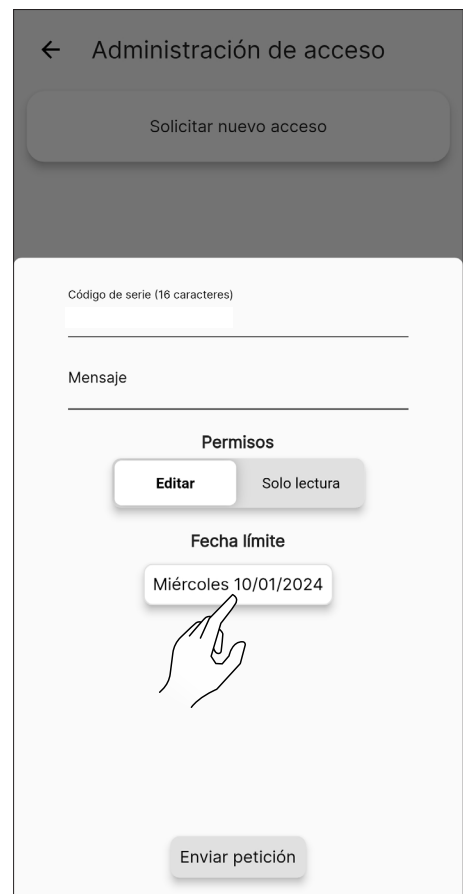 Administración de acceso
Solicitar nuevo acceso
Código de serie (16 caracteres)
Mensaje
Permisos
Editar Solo lectura
Fecha límite
Miércoles 10/01/2024
Enviar petición